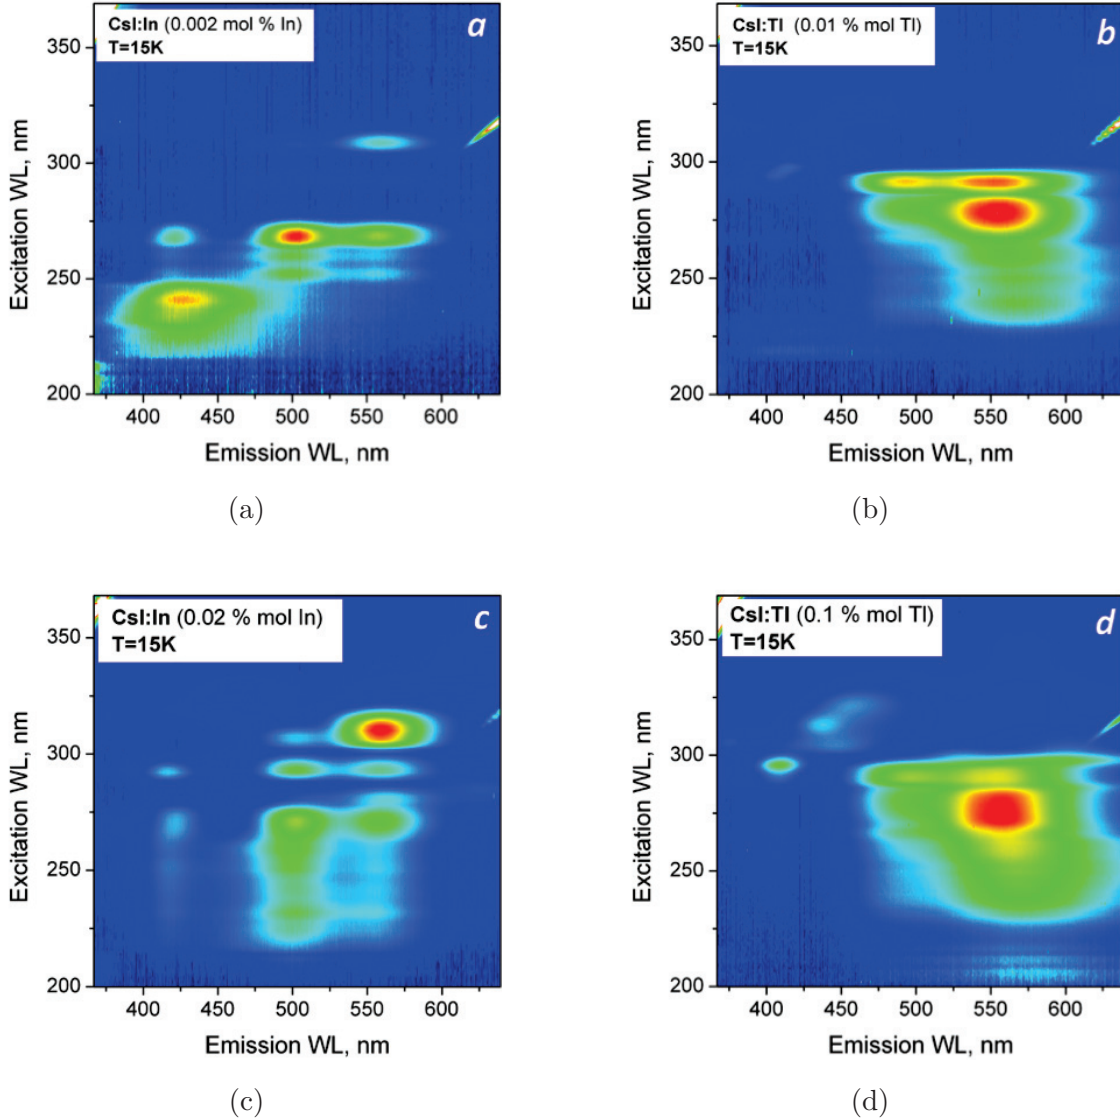 CsI:In (0.002 mol % In)
T=15K
a
350
300
250
200
Excitation WL, nm
400 450 500 550 600
Emission WL, nm
(a)
CsI:Tl (0.01 % mol Tl)
T=15K
b
350
300
250
200
Excitation WL, nm
400 450 500 550 600
Emission WL, nm
(b)
CsI:In (0.02 % mol In)
T=15K
c
350
300
250
200
Excitation WL, nm
400 450 500 550 600
Emission WL, nm
(c)
CsI:Tl (0.1 % mol Tl)
T=15K
d
350
300
250
200
Excitation WL, nm
400 450 500 550 600
Emission WL, nm
(d)